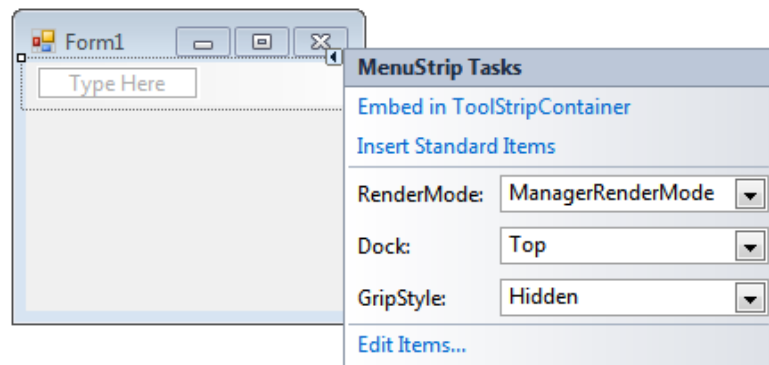 Form1
Type Here
MenuStrip Tasks
Embed in ToolStripContainer
Insert Standard Items
RenderMode: ManagerRenderMode
Dock: Top
GripStyle: Hidden
Edit Items...